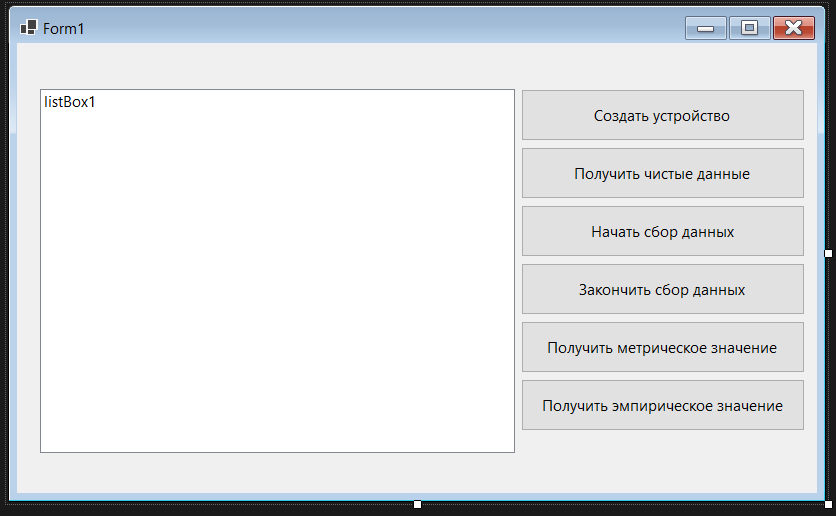 Form1
listBox1
Создать устройство
Получить чистые данные
Начать сбор данных
Закончить сбор данных
Получить метрическое значение
Получить эмпирическое значение